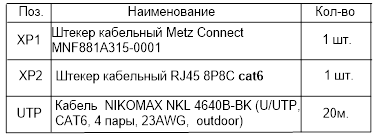 Поз. Наименование Кол-во
XP1 Штекер кабельный Metz Connect
MNF881A315-0001 1 шт.
XP2 Штекер кабельный RJ45 8P8C cat6 1 шт.
UTP Кабель NIKOMAX NKL 4640B-BK (U/UTP,
CAT6, 4 пары, 23AWG, outdoor) 20м.